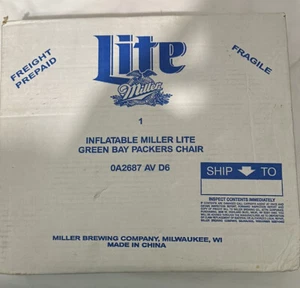 FREIGHT
PREPAID
Lite
Miller
FRAGILE
1
INFLATABLE MILLER LITE
GREEN BAY PACKERS CHAIR
0A2687 AV D6
SHIP TO
INSPECT CONTENTS IMMEDIATELY
MILLER BREWING COMPANY, MILWAUKEE, WI
MADE IN CHINA